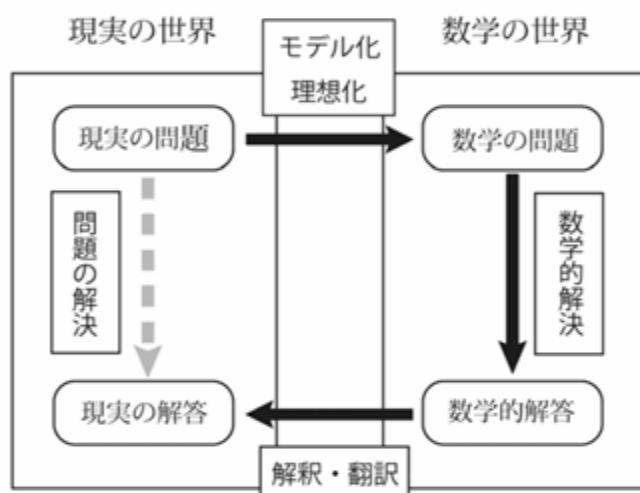 現実の世界
モデル化
理想化
数学の世界
現実の問題
数学の問題
問題の解決
数学的解決
現実の解答
数学的解答
解釈・翻訳